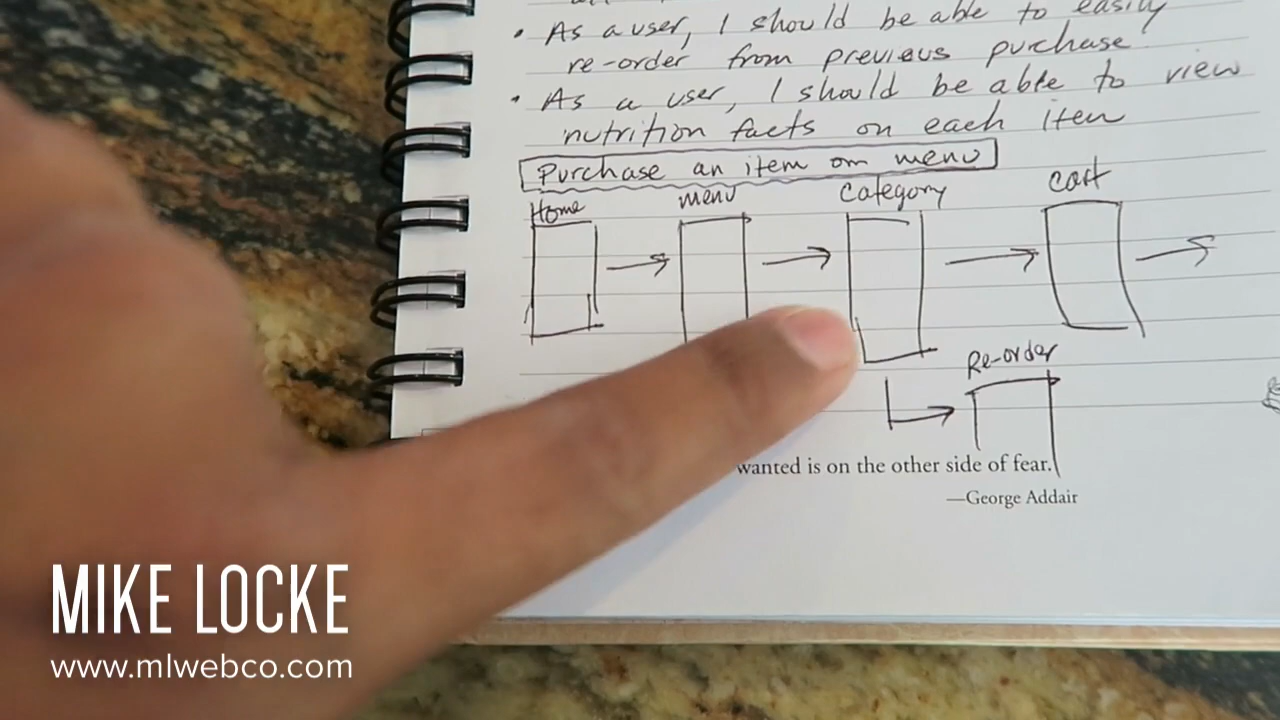 • As a user, I should be able to easily
re-order from previous purchase
• As a user, I should be able to view
nutrition facts on each item
Purchase an item om menu
Home menu Category Cart
Re-order
wanted is on the other side of fear.
—George Addair
MIKE LOCKE
www.mlwebco.com